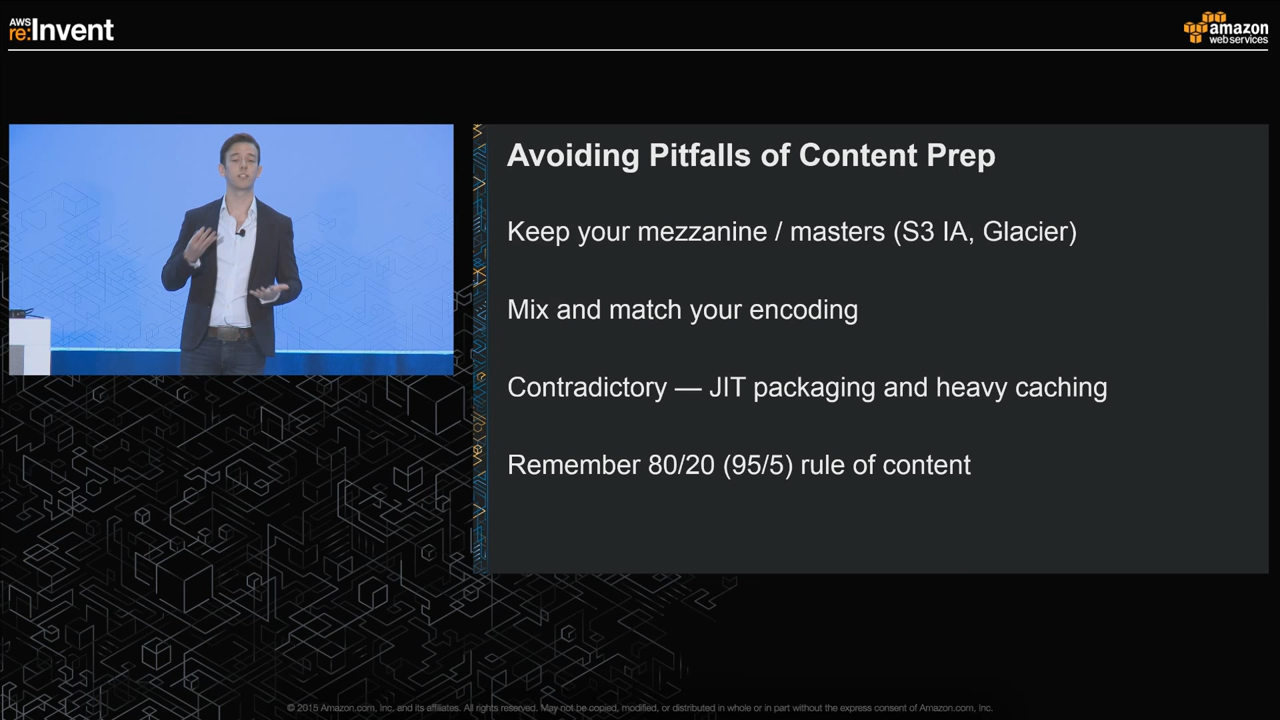 AWS
re:Invent
amazon
web services
Avoiding Pitfalls of Content Prep
Keep your mezzanine / masters (S3 IA, Glacier)
Mix and match your encoding
Contradictory — JIT packaging and heavy caching
Remember 80/20 (95/5) rule of content
© 2015 Amazon.com, Inc. and its affiliates. All rights reserved. May not be copied, modified, or distributed in whole or in part without the express consent of Amazon.com, Inc.